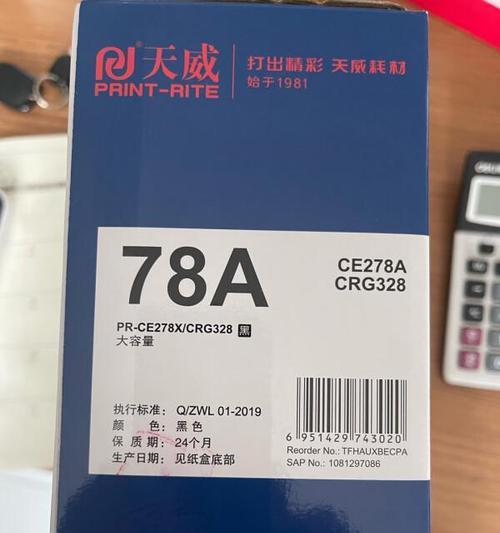 天威
PRINT-RITE
打出精彩 天威耗材
始于1981
78A
CE278A
CRG328
PR-CE278X/CRG328 黑
大容量
执行标准: Q/ZWL 01-2019
颜 色: 黑 色
保 质 期: 24个月
生产日期: 见纸盒底部
6 951429 743020
Reorder No.: TFHAUXBECPA
SAP No.: 1081297086